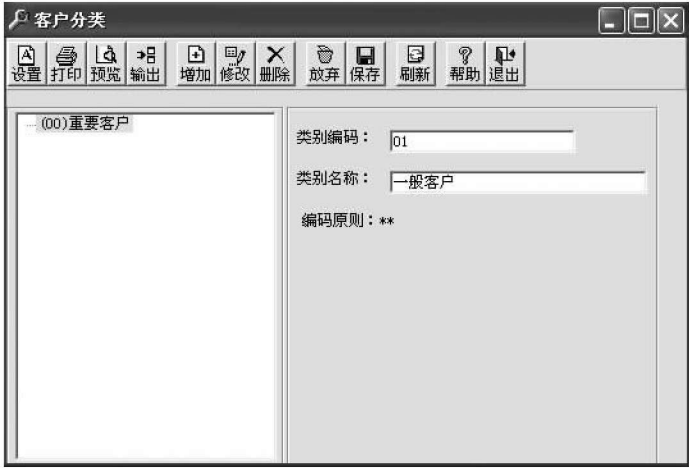 客户分类
设置 打印 预览 输出 增加 修改 删除 放弃 保存 刷新 帮助 退出
(00)重要客户
类别编码： 01
类别名称： 一般客户
编码原则：**